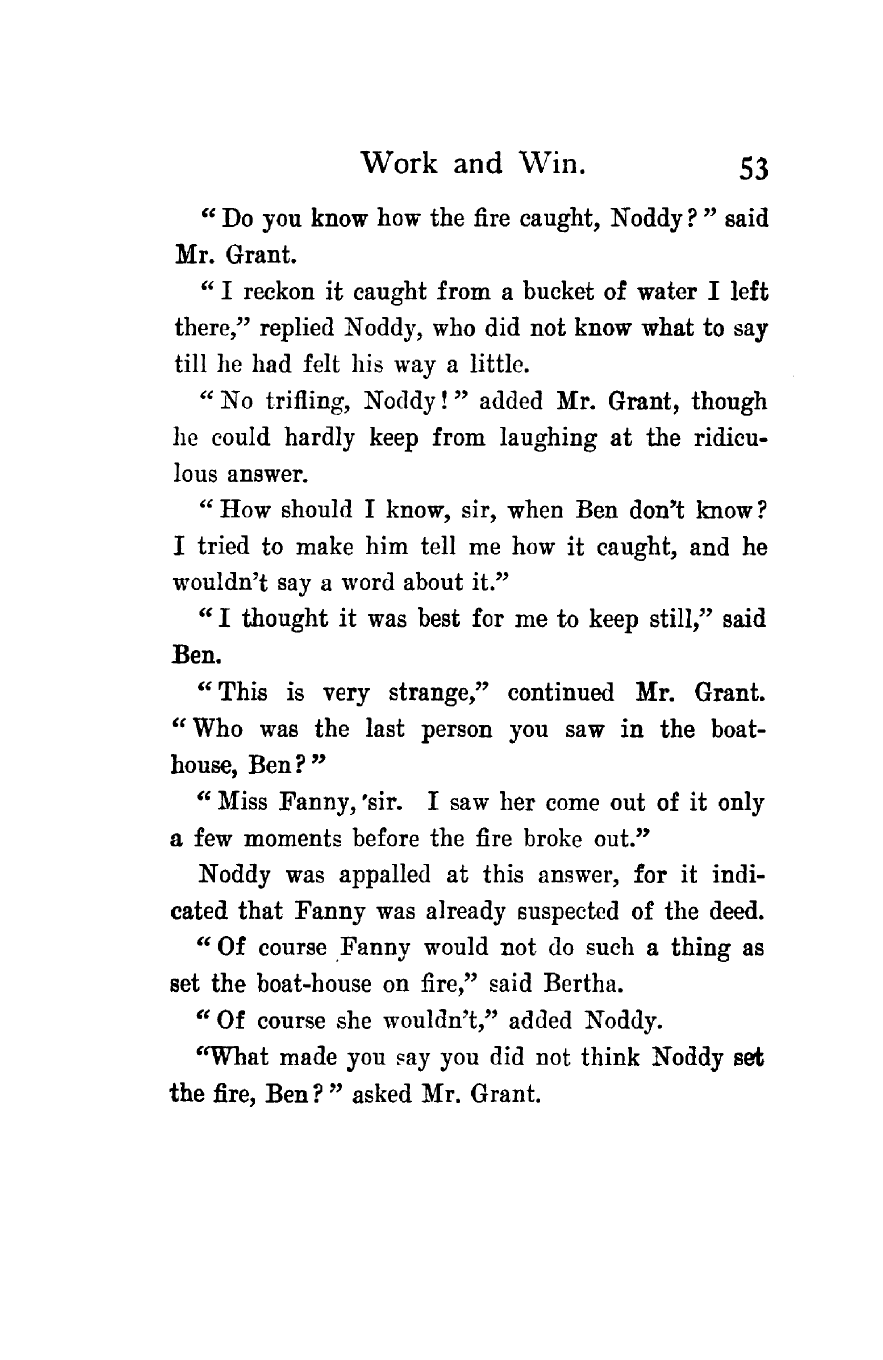 Work and Win. 53
“Do you know how the fire caught, Noddy?” said
Mr. Grant.
“I reckon it caught from a bucket of water I left
there,” replied Noddy, who did not know what to say
till he had felt his way a little.
“No trifling, Noddy!” added Mr. Grant, though
he could hardly keep from laughing at the ridicu-
lous answer.
“How should I know, sir, when Ben don’t know?
I tried to make him tell me how it caught, and he
wouldn’t say a word about it.”
“I thought it was best for me to keep still,” said
Ben.
“This is very strange,” continued Mr. Grant.
“Who was the last person you saw in the boat-
house, Ben?”
“Miss Fanny, 'sir. I saw her come out of it only
a few moments before the fire broke out.”
Noddy was appalled at this answer, for it indi-
cated that Fanny was already suspected of the deed.
“Of course Fanny would not do such a thing as
set the boat-house on fire,” said Bertha.
“Of course she wouldn’t,” added Noddy.
“What made you say you did not think Noddy set
the fire, Ben?” asked Mr. Grant.